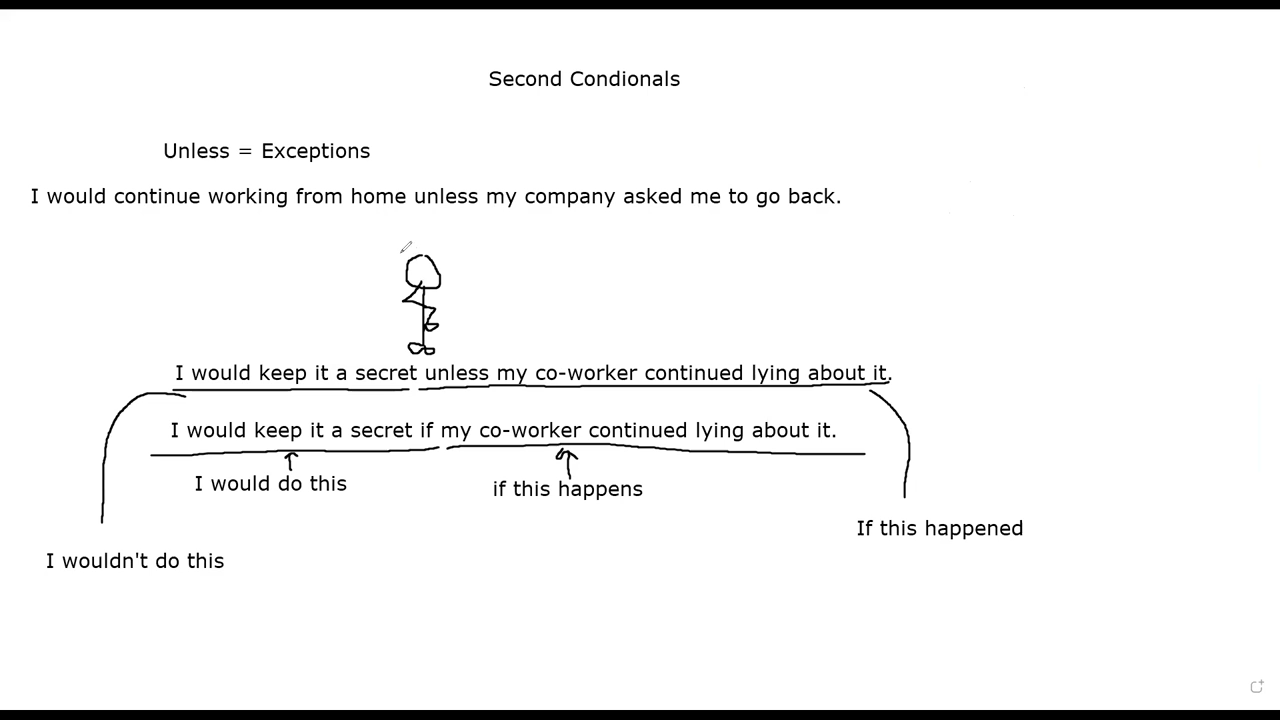 Second Condionals
Unless = Exceptions
I would continue working from home unless my company asked me to go back.
I would keep it a secret unless my co-worker continued lying about it.
I would keep it a secret if my co-worker continued lying about it.
I would do this
if this happens
If this happened
I wouldn't do this